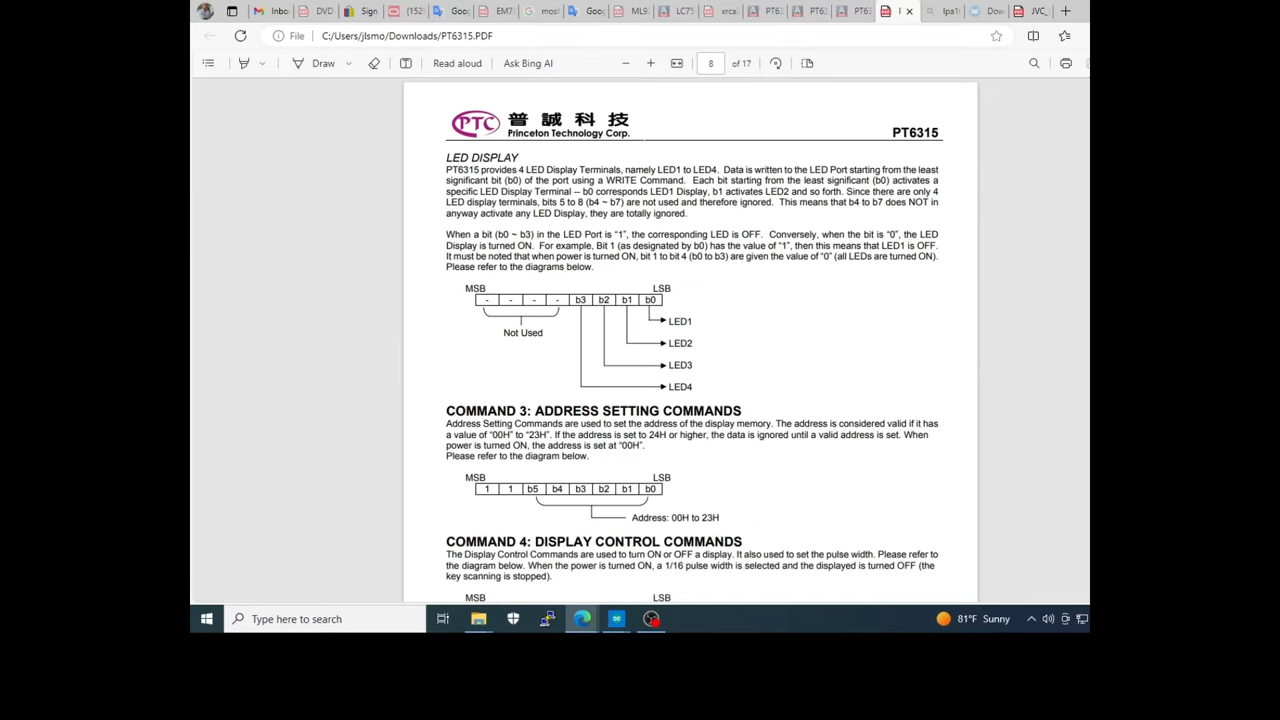 Inbo
DVD
Sign
(152
Goog
EM7
mos
Goog
ML9
LC75
xrca
PT63
PT63
PT63
lpa1
Dow
JVC_
File
C:/Users/jlsmo/Downloads/PT6315.PDF
Draw
Read aloud
Ask Bing AI
8
of 17
普誠科技
PTC
Princeton Technology Corp.
PT6315
LED DISPLAY
PT6315 provides 4 LED Display Terminals, namely LED1 to LED4. Data is written to the LED Port starting from the least
significant bit (b0) of the port using a WRITE Command. Each bit starting from the least significant (b0) activates a
specific LED Display Terminal -- b0 corresponds LED1 Display, b1 activates LED2 and so forth. Since there are only 4
LED display terminals, bits 5 to 8 (b4 ~ b7) are not used and therefore ignored. This means that b4 to b7 does NOT in
anyway activate any LED Display, they are totally ignored.
When a bit (b0 ~ b3) in the LED Port is “1”, the corresponding LED is OFF. Conversely, when the bit is “0”, the LED
Display is turned ON. For example, Bit 1 (as designated by b0) has the value of “1”, then this means that LED1 is OFF.
It must be noted that when power is turned ON, bit 1 to bit 4 (b0 to b3) are given the value of “0” (all LEDs are turned ON).
Please refer to the diagrams below.
MSB LSB
- - - - b3 b2 b1 b0
LED1
Not Used
LED2
LED3
LED4
COMMAND 3: ADDRESS SETTING COMMANDS
Address Setting Commands are used to set the address of the display memory. The address is considered valid if it has
a value of “00H” to “23H”. If the address is set to 24H or higher, the data is ignored until a valid address is set. When
power is turned ON, the address is set at “00H”.
Please refer to the diagram below.
MSB LSB
1 1 b5 b4 b3 b2 b1 b0
Address: 00H to 23H
COMMAND 4: DISPLAY CONTROL COMMANDS
The Display Control Commands are used to turn ON or OFF a display. It also used to set the pulse width. Please refer to
the diagram below. When the power is turned ON, a 1/16 pulse width is selected and the displayed is turned OFF (the
key scanning is stopped).
MSB LSB
Type here to search
81°F Sunny